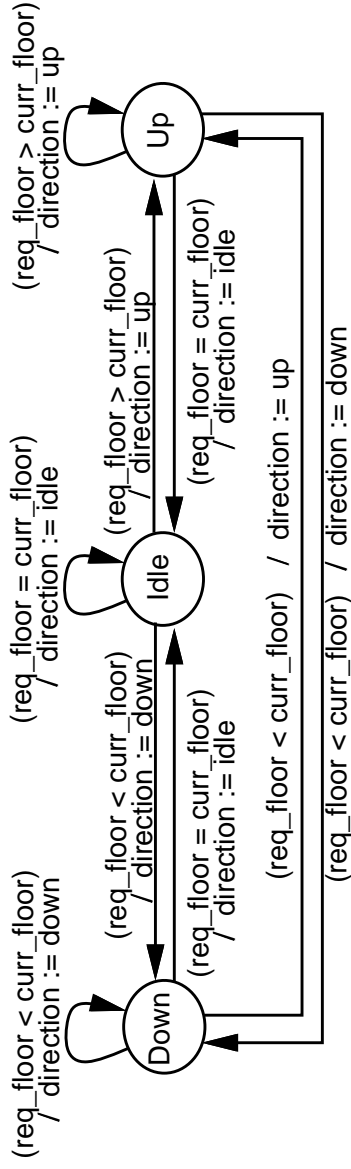 (req_floor < curr_floor)
/ direction := down
(req_floor = curr_floor)
/ direction := idle
(req_floor > curr_floor)
/ direction := up
Down
Idle
Up
(req_floor < curr_floor)
/ direction := down
(req_floor > curr_floor)
/ direction := up
(req_floor = curr_floor)
/ direction := idle
(req_floor = curr_floor)
/ direction := idle
(req_floor < curr_floor) / direction := up
(req_floor < curr_floor) / direction := down